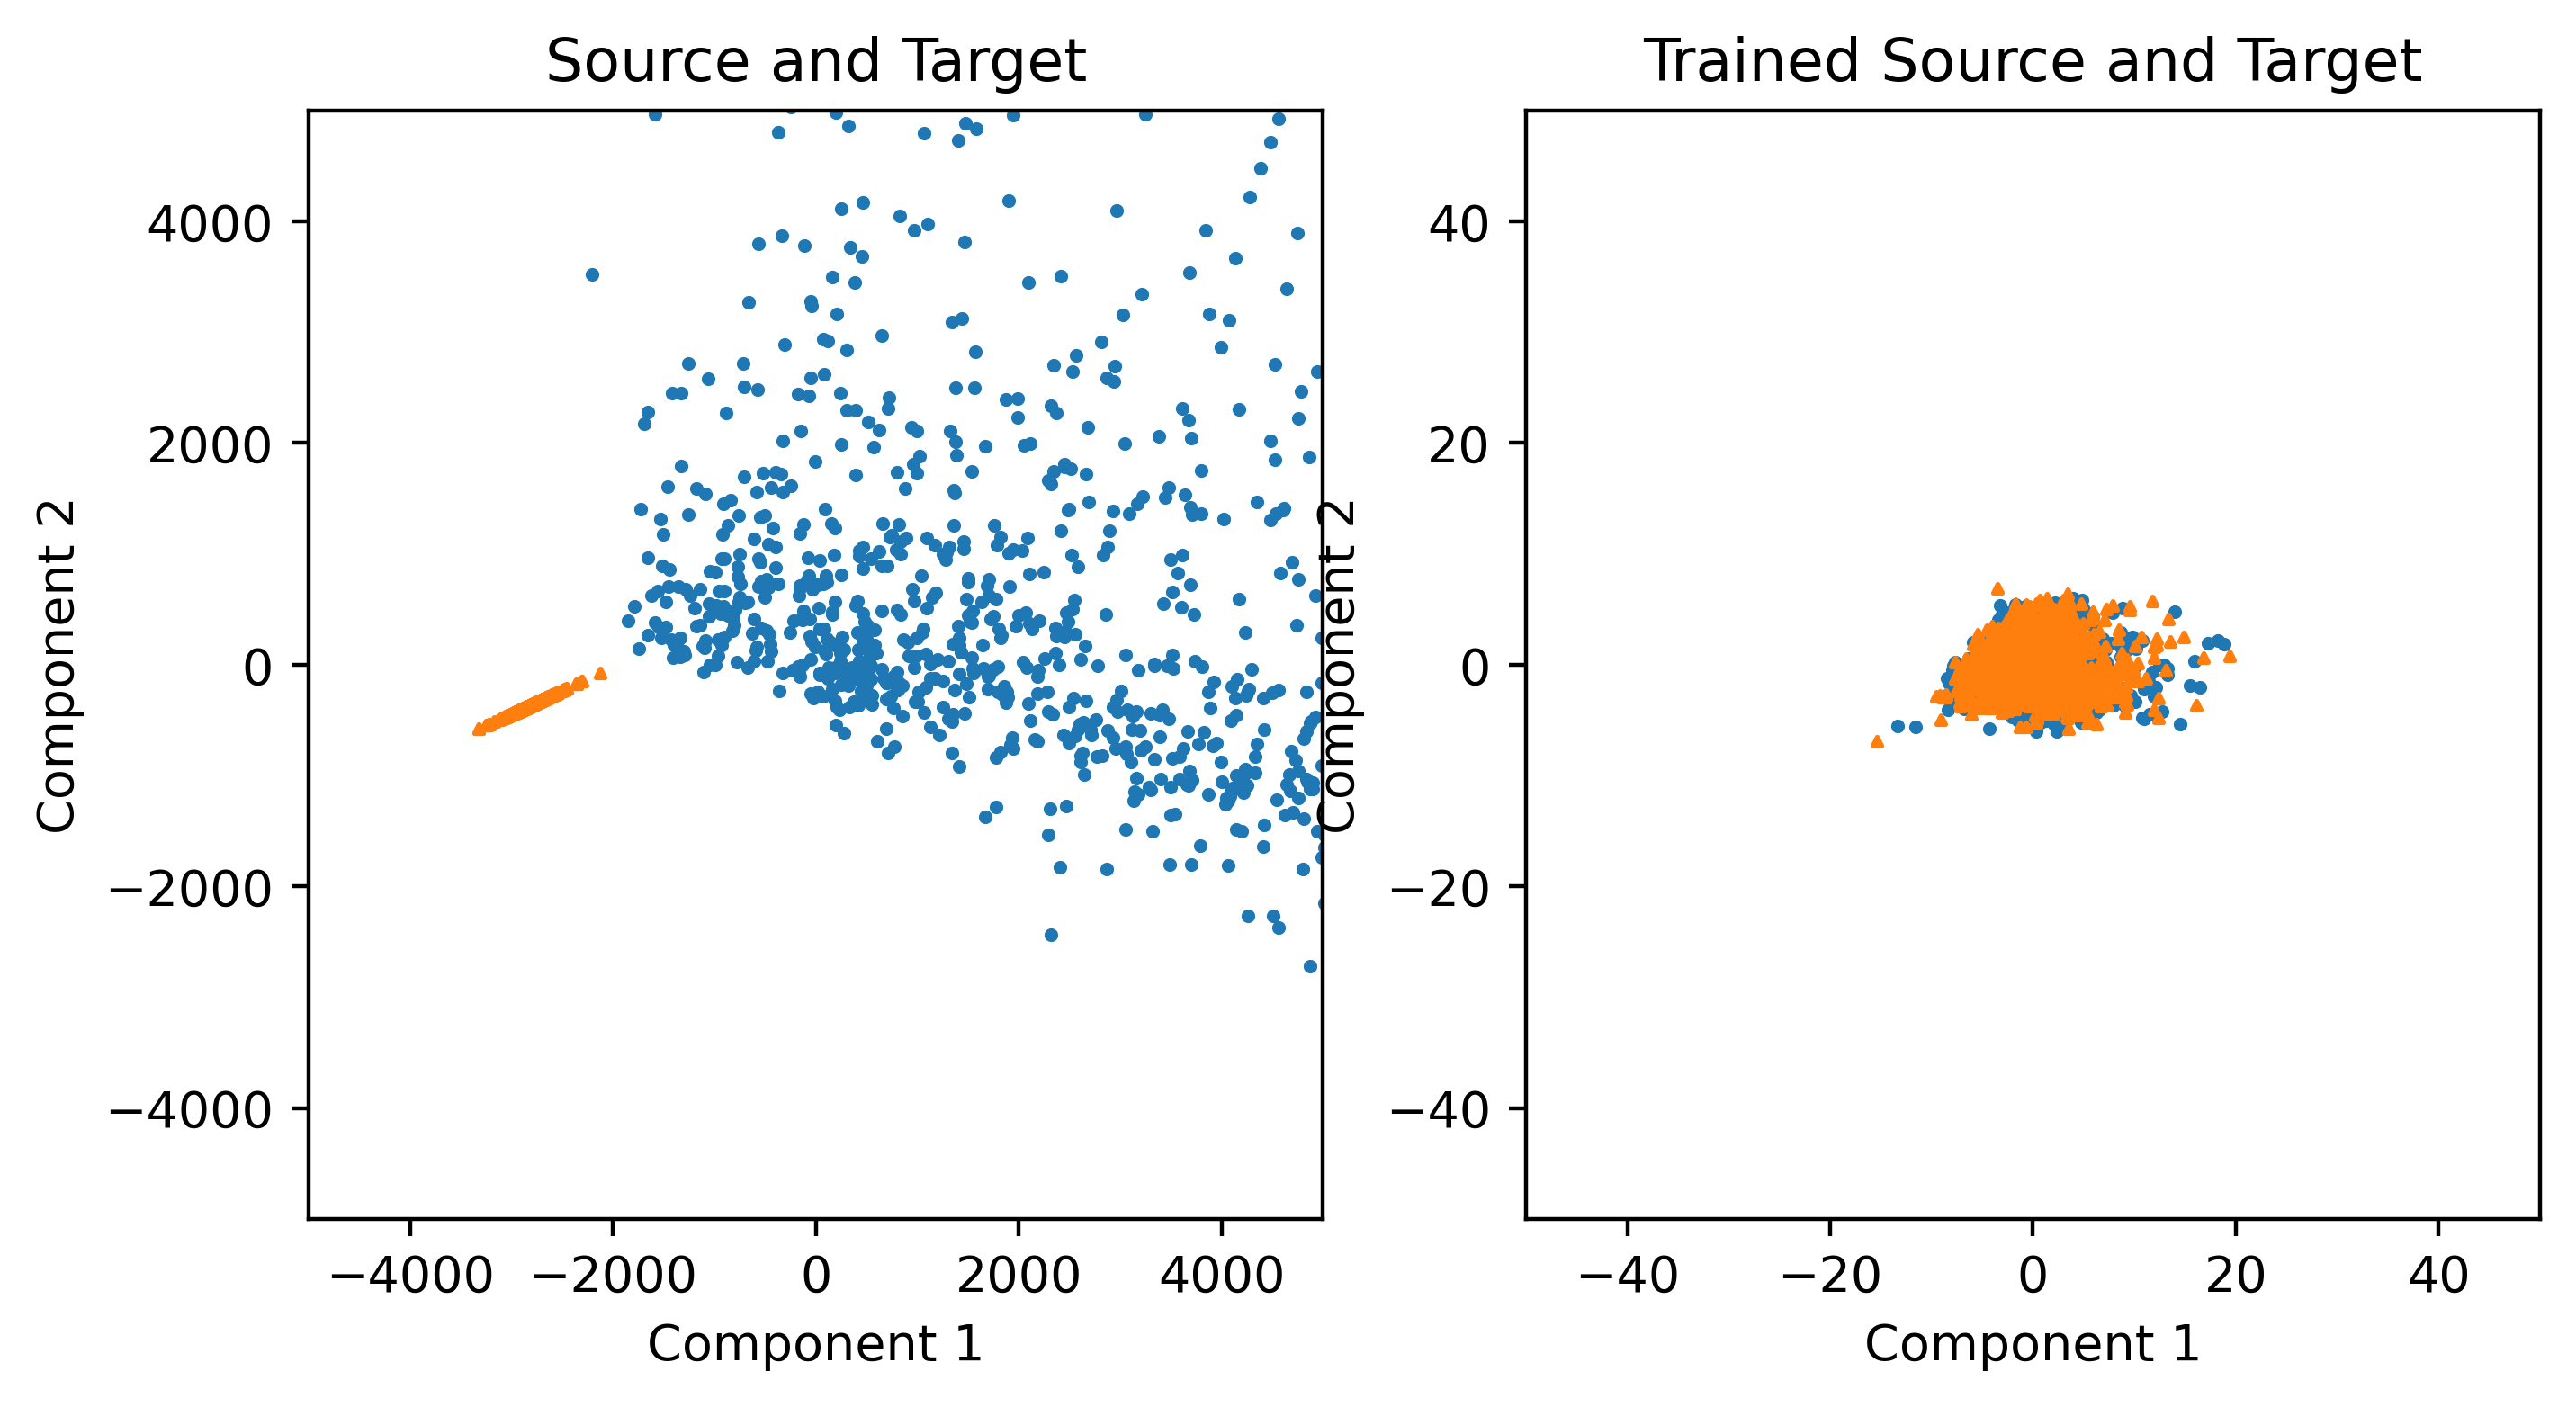 Source and Target
Component 2
4000
2000
0
−2000
−4000
−4000 −2000 0 2000 4000
Component 1
Trained Source and Target
Component 2
40
20
0
−20
−40
−40 −20 0 20 40
Component 1